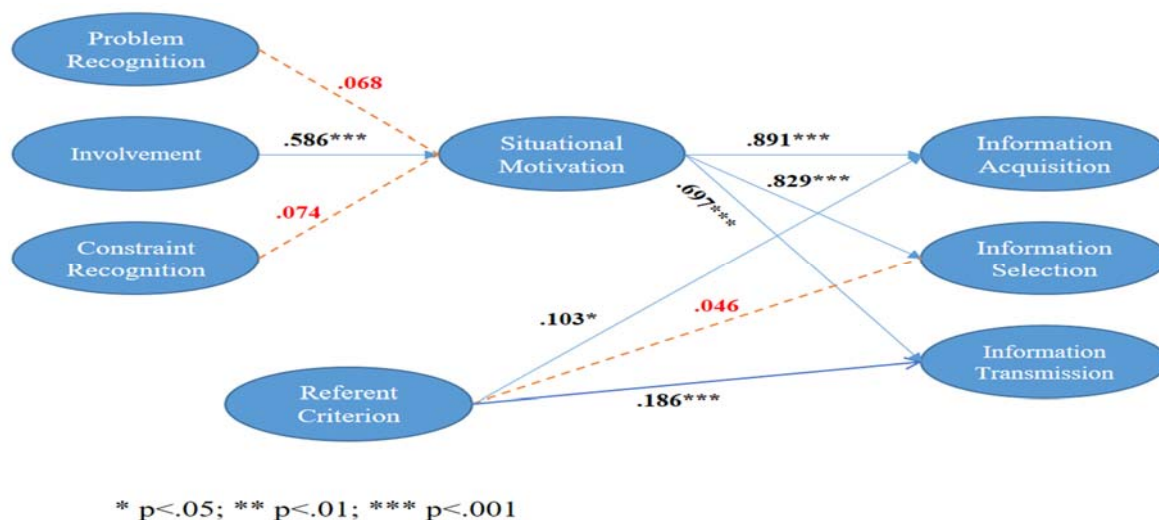 Problem
Recognition
.068
Involvement
.586***
Situational
Motivation
.891***
Information
Acquisition
.829***
.697***
.074
Constraint
Recognition
Information
Selection
.046
.103*
Information
Transmission
Referent
Criterion
.186***
* p<.05; ** p<.01; *** p<.001